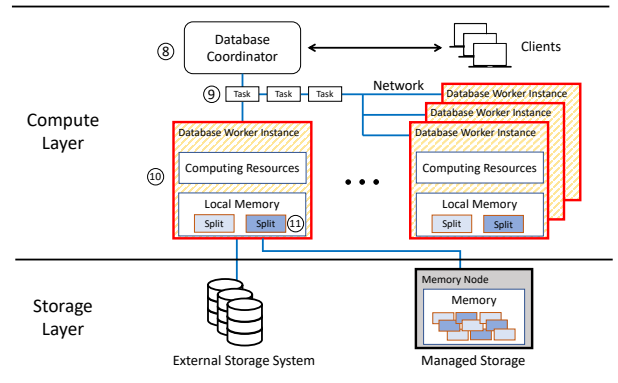 ⑧
Database
Coordinator
Clients
⑨
Task
Task
Task
Network
Compute
Layer
Database Worker Instance
Database Worker Instance
Database Worker Instance
Database Worker Instance
⑩
Computing Resources
Computing Resources
Local Memory
Local Memory
Split
Split
⑪
Split
Split
Storage
Layer
Memory Node
Memory
External Storage System
Managed Storage